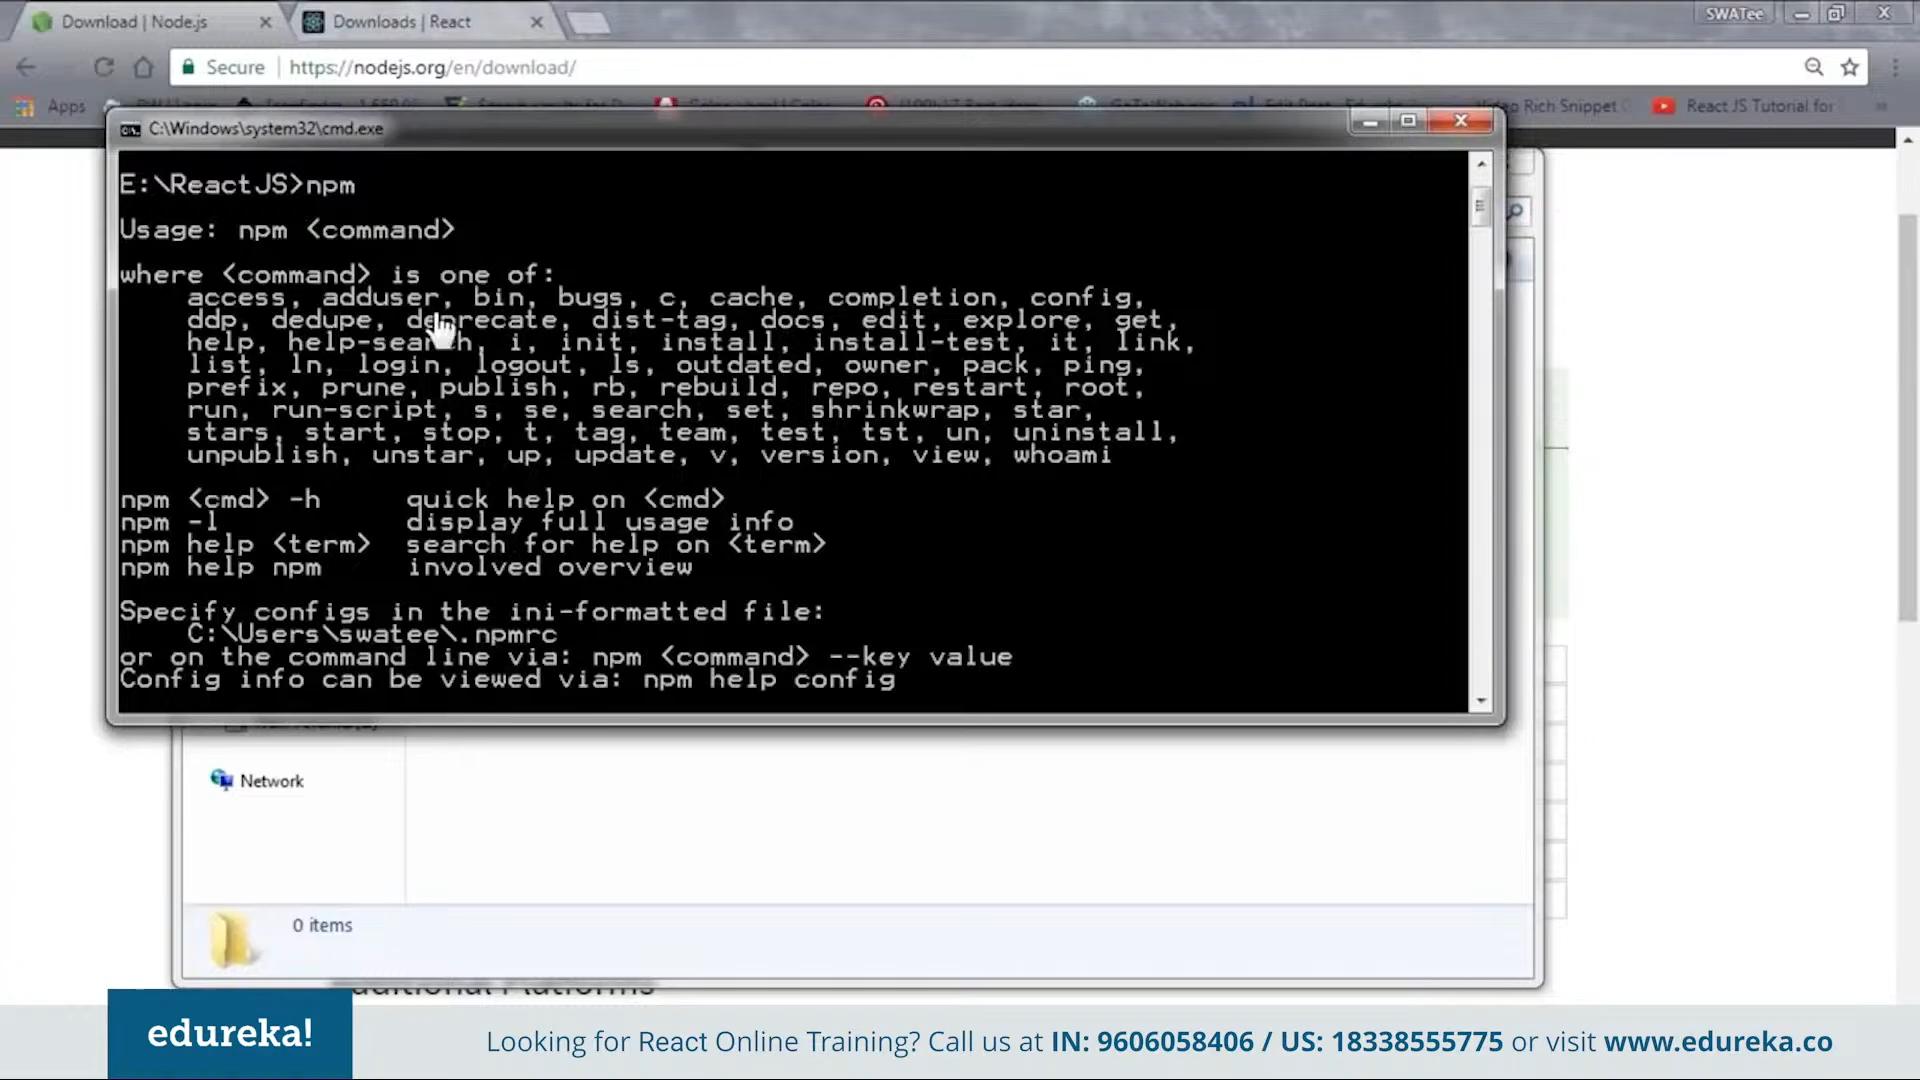 Download | Node.js
Downloads | React
SWATee
Secure
https://nodejs.org/en/download/
Apps
Video Rich Snippet
React JS Tutorial for
C:\Windows\system32\cmd.exe
E:\ReactJS>npm
Usage: npm <command>
where <command> is one of:
access, adduser, bin, bugs, c, cache, completion, config,
ddp, dedupe, deprecate, dist-tag, docs, edit, explore, get,
help, help-search, i, init, install, install-test, it, link,
list, ln, login, logout, ls, outdated, owner, pack, ping,
prefix, prune, publish, rb, rebuild, repo, restart, root,
run, run-script, s, se, search, set, shrinkwrap, star,
stars, start, stop, t, tag, team, test, tst, un, uninstall,
unpublish, unstar, up, update, v, version, view, whoami
npm <cmd> -h quick help on <cmd>
npm -l display full usage info
npm help <term> search for help on <term>
npm help npm involved overview
Specify configs in the ini-formatted file:
C:\Users\swatee\.npmrc
or on the command line via: npm <command> --key value
Config info can be viewed via: npm help config
Network
0 items
edureka!
Looking for React Online Training? Call us at IN: 9606058406 / US: 18338555775 or visit www.edureka.co